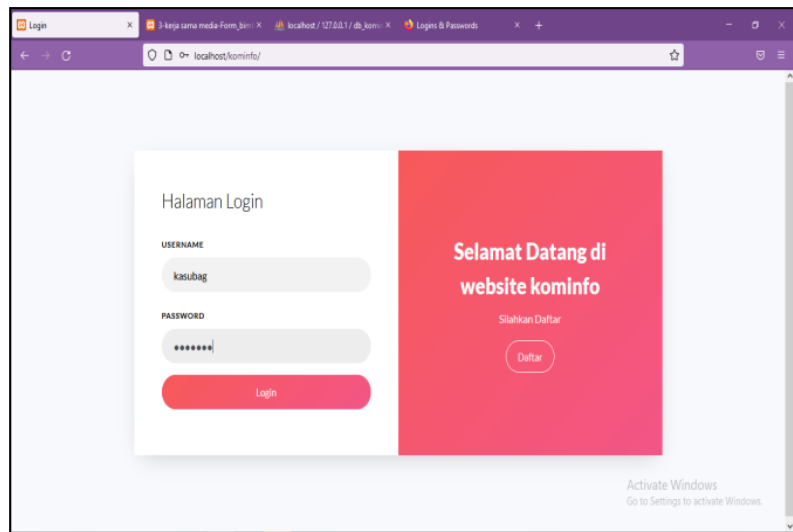 Login
3-kerja sama media-Form_bim
localhost / 127.0.0.1 / db_kom
Logins & Passwords
localhost/kominfo/
Halaman Login
USERNAME
kasubag
PASSWORD
Login
Selamat Datang di
website kominfo
Silahkan Daftar
Daftar
Activate Windows
Go to Settings to activate Windows.